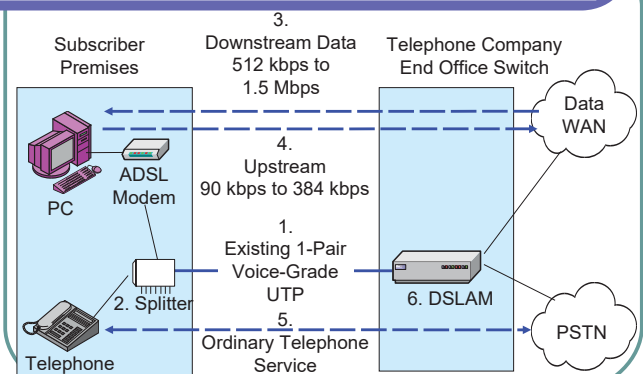 Subscriber
Premises
3.
Downstream Data
512 kbps to
1.5 Mbps
Telephone Company
End Office Switch
Data
WAN
PC
ADSL
Modem
4.
Upstream
90 kbps to 384 kbps
1.
Existing 1-Pair
Voice-Grade
UTP
2. Splitter
6. DSLAM
5.
Ordinary Telephone
Service
Telephone
PSTN